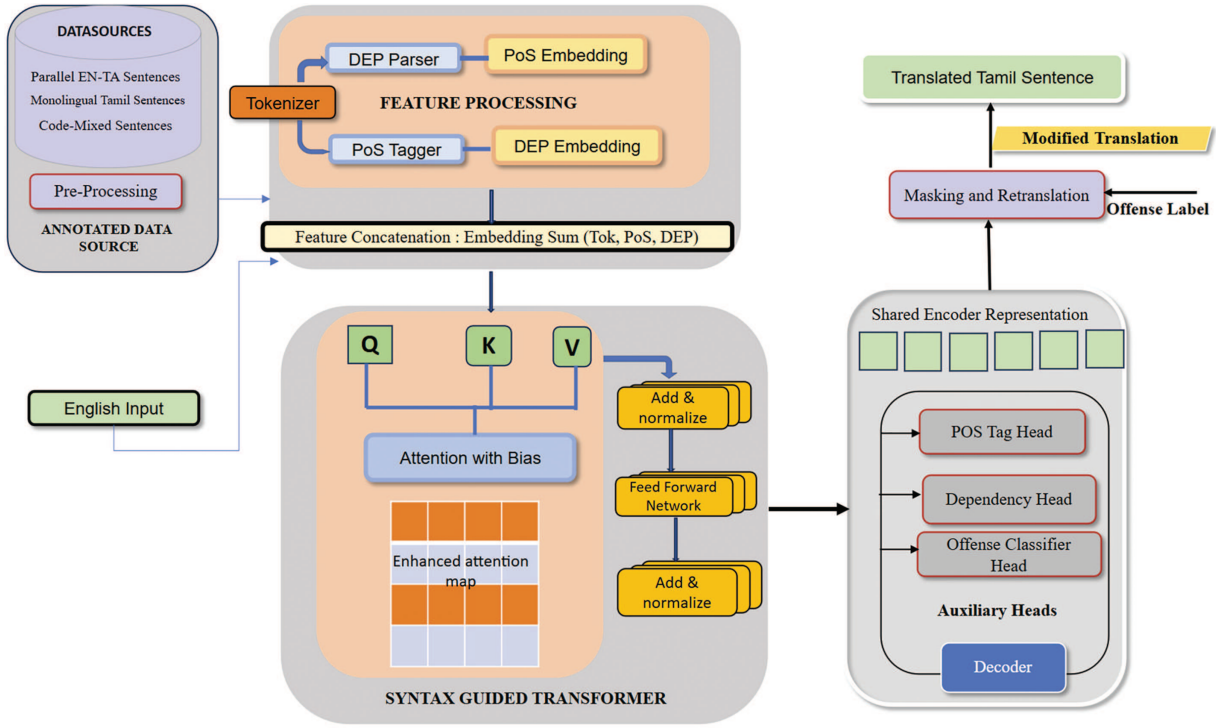 DATASOURCES
Parallel EN-TA Sentences
Monolingual Tamil Sentences
Code-Mixed Sentences
Pre-Processing
ANNOTATED DATA
SOURCE
English Input
Tokenizer
DEP Parser
PoS Embedding
FEATURE PROCESSING
PoS Tagger
DEP Embedding
Feature Concatenation : Embedding Sum (Tok, PoS, DEP)
Q
K
V
Attention with Bias
Enhanced attention
map
Add &
normalize
Feed Forward
Network
Add &
normalize
SYNTAX GUIDED TRANSFORMER
Translated Tamil Sentence
Modified Translation
Masking and Retranslation
Offense Label
Shared Encoder Representation
POS Tag Head
Dependency Head
Offense Classifier
Head
Auxiliary Heads
Decoder